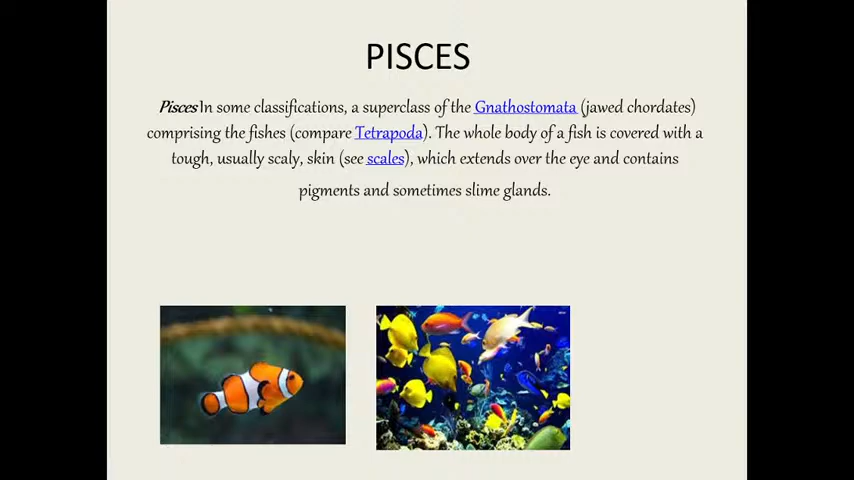 PISCES
Pisces In some classifications, a superclass of the Gnathostomata (jawed chordates)
comprising the fishes (compare Tetrapoda). The whole body of a fish is covered with a
tough, usually scaly, skin (see scales), which extends over the eye and contains
pigments and sometimes slime glands.